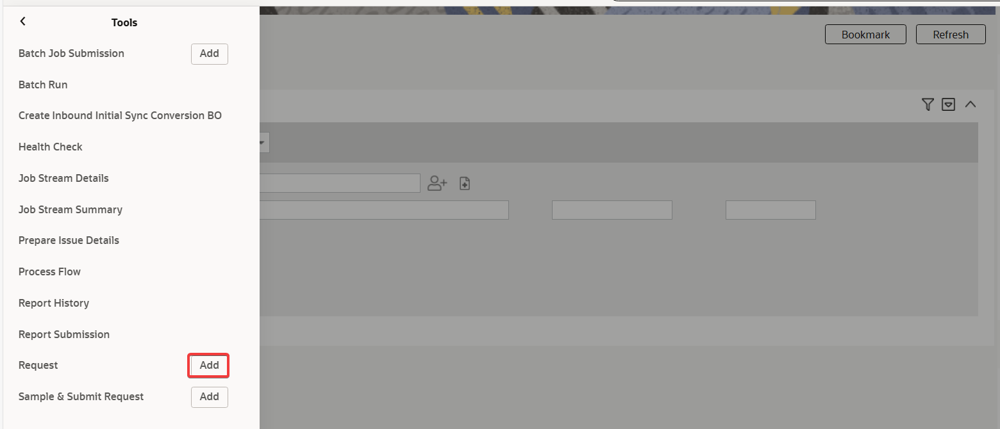 Tools
Bookmark
Refresh
Batch Job Submission
Add
Batch Run
Create Inbound Initial Sync Conversion BO
Health Check
Job Stream Details
Job Stream Summary
Prepare Issue Details
Process Flow
Report History
Report Submission
Request
Add
Sample & Submit Request
Add